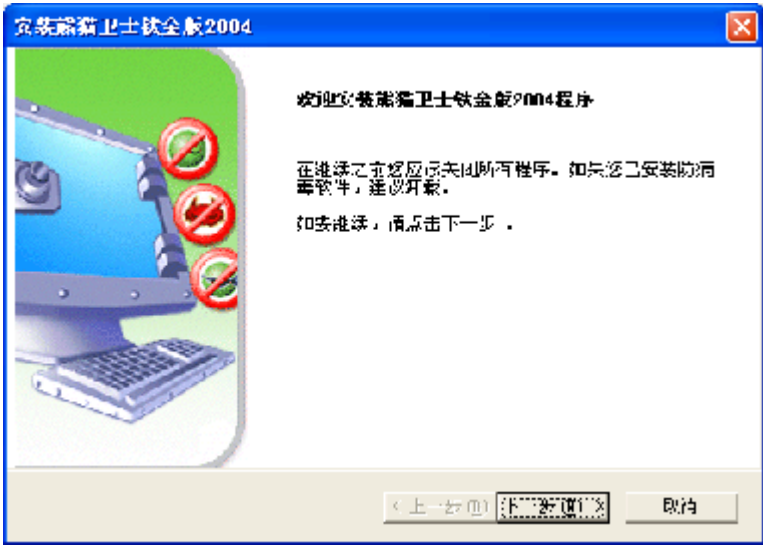 安装熊猫卫士钛金版2004
欢迎安装熊猫卫士钛金版2004程序
在继续之前您应该关闭所有程序。如果您已安装防病
毒软件，建议卸载。
如要继续，请点击下一步 。
<上一步(B)
下一步(N)>
取消